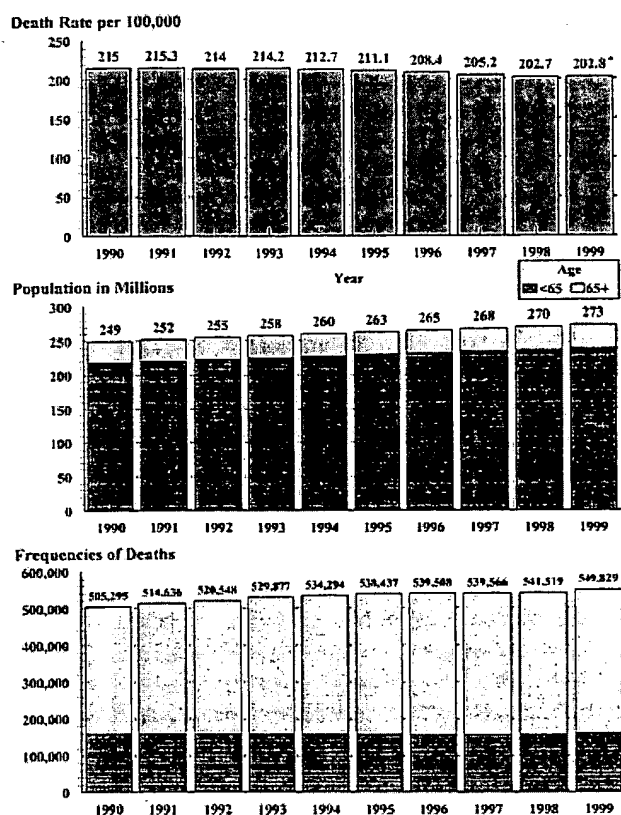 Death Rate per 100,000
250
215 215.3 214 214.2 212.7 211.1 208.4 205.2 202.7 202.8*
200
150
100
50
0
1990 1991 1992 1993 1994 1995 1996 1997 1998 1999
Year
Age
<65 65+
Population in Millions
300
249 252 255 258 260 263 265 268 270 273
250
200
150
100
50
0
1990 1991 1992 1993 1994 1995 1996 1997 1998 1999
Frequencies of Deaths
600,000
505,295 514,636 520,548 529,877 534,294 538,437 539,508 539,566 541,519 549,829
500,000
400,000
300,000
200,000
100,000
0
1990 1991 1992 1993 1994 1995 1996 1997 1998 1999